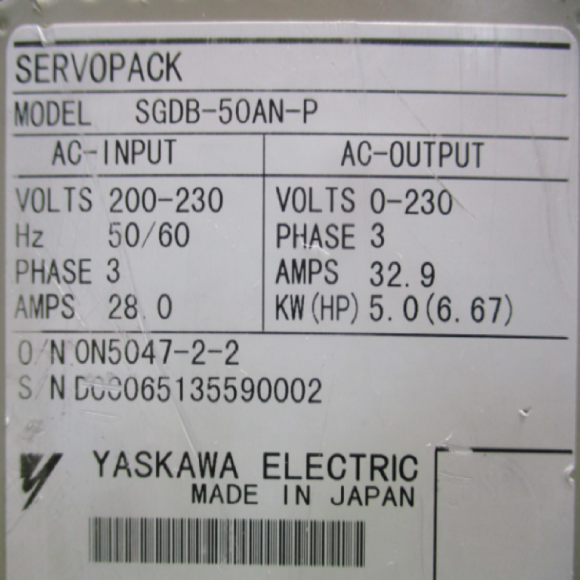 SERVOPACK
MODEL SGDB-50AN-P
AC-INPUT
VOLTS 200-230
Hz 50/60
PHASE 3
AMPS 28.0
AC-OUTPUT
VOLTS 0-230
PHASE 3
AMPS 32.9
KW(HP) 5.0(6.67)
O/N ON5047-2-2
S/N
YASKAWA ELECTRIC
MADE IN JAPAN